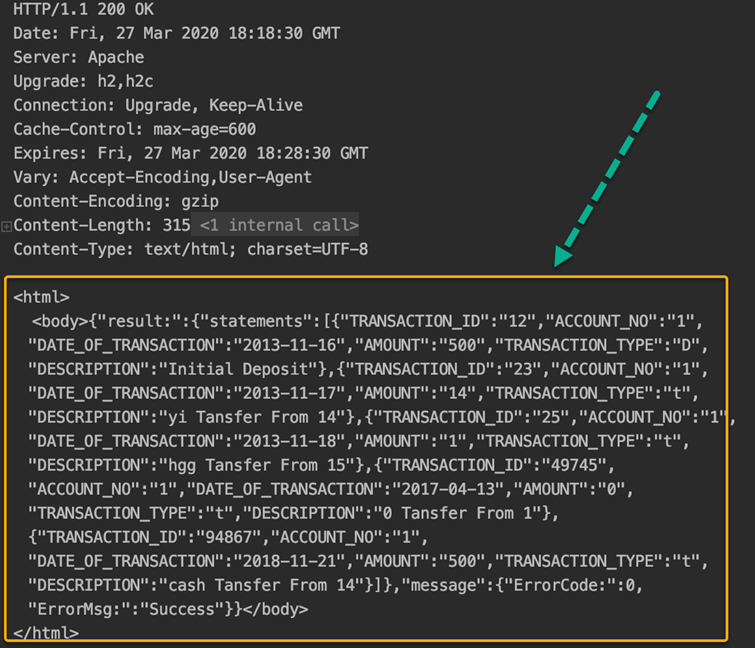 HTTP/1.1 200 OK
Date: Fri, 27 Mar 2020 18:18:30 GMT
Server: Apache
Upgrade: h2,h2c
Connection: Upgrade, Keep-Alive
Cache-Control: max-age=600
Expires: Fri, 27 Mar 2020 18:28:30 GMT
Vary: Accept-Encoding,User-Agent
Content-Encoding: gzip
Content-Length: 315 <1 internal call>
Content-Type: text/html; charset=UTF-8
<html>
<body>{"result:":{"statements":[{"TRANSACTION_ID":"12","ACCOUNT_NO":"1",
"DATE_OF_TRANSACTION":"2013-11-16","AMOUNT":"500","TRANSACTION_TYPE":"D",
"DESCRIPTION":"Initial Deposit"},{"TRANSACTION_ID":"23","ACCOUNT_NO":"1",
"DATE_OF_TRANSACTION":"2013-11-17","AMOUNT":"14","TRANSACTION_TYPE":"t",
"DESCRIPTION":"yi Tansfer From 14"},{"TRANSACTION_ID":"25","ACCOUNT_NO":"1",
"DATE_OF_TRANSACTION":"2013-11-18","AMOUNT":"1","TRANSACTION_TYPE":"t",
"DESCRIPTION":"hgg Tansfer From 15"},{"TRANSACTION_ID":"49745",
"ACCOUNT_NO":"1","DATE_OF_TRANSACTION":"2017-04-13","AMOUNT":"0",
"TRANSACTION_TYPE":"t","DESCRIPTION":"0 Tansfer From 1"},
{"TRANSACTION_ID":"94867","ACCOUNT_NO":"1",
"DATE_OF_TRANSACTION":"2018-11-21","AMOUNT":"500","TRANSACTION_TYPE":"t",
"DESCRIPTION":"cash Tansfer From 14"}]},"message":{"ErrorCode:":0,
"ErrorMsg:":"Success"}}</body>
</html>